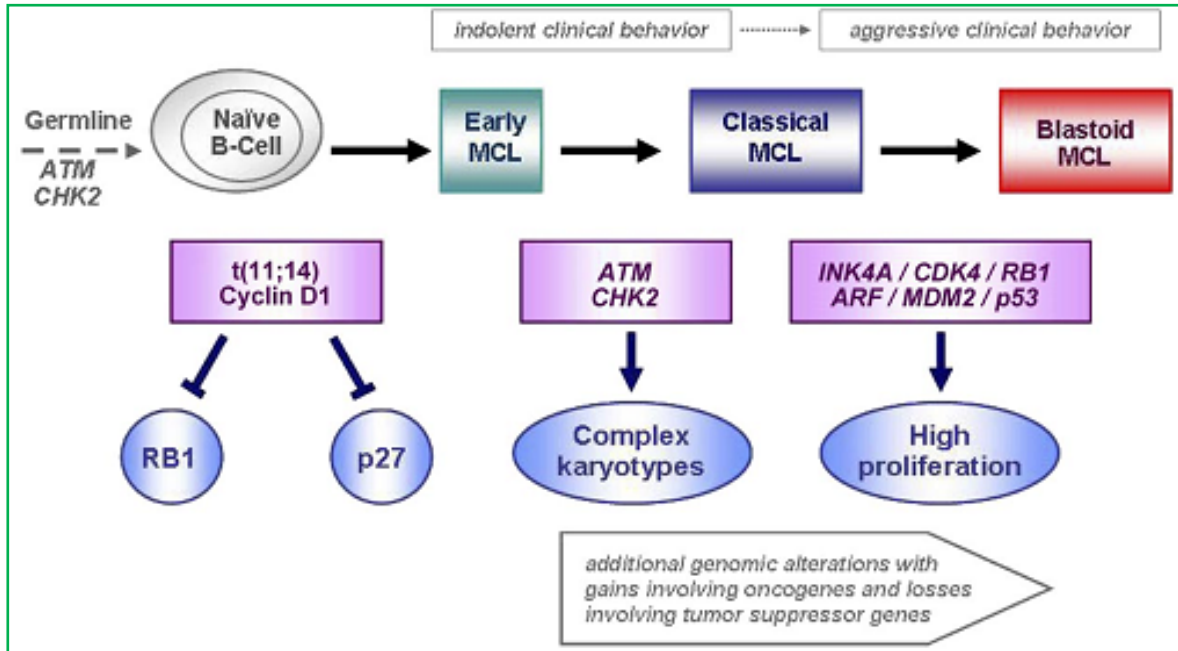 indolent clinical behavior
aggressive clinical behavior
Germline
ATM
CHK2
Naïve
B-Cell
Early
MCL
Classical
MCL
Blastoid
MCL
t(11;14)
Cyclin D1
ATM
CHK2
INK4A / CDK4 / RB1
ARF / MDM2 / p53
RB1
p27
Complex
karyotypes
High
proliferation
additional genomic alterations with
gains involving oncogenes and losses
involving tumor suppressor genes